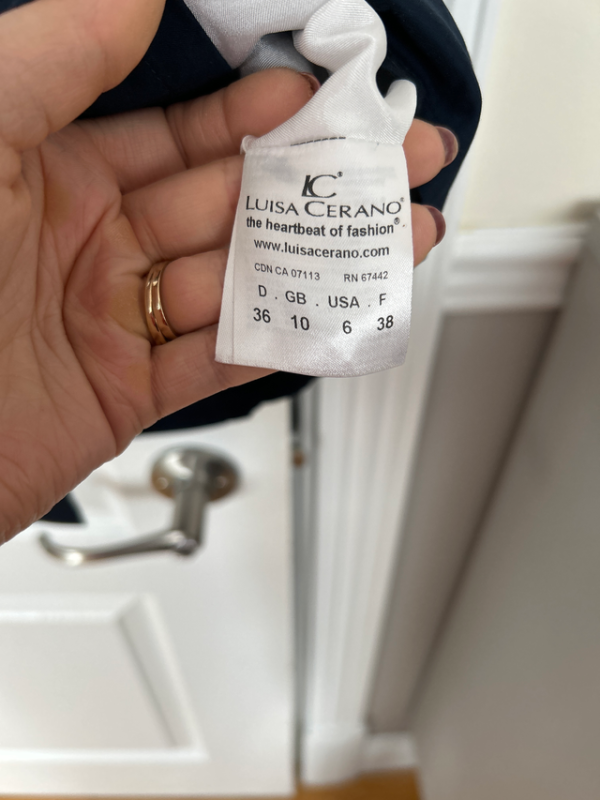 LC®
LUISA CERANO®
the heartbeat of fashion®.
www.luisacerano.com
CDN CA 07113 RN 67442
D . GB . USA . F
36 10 6 38